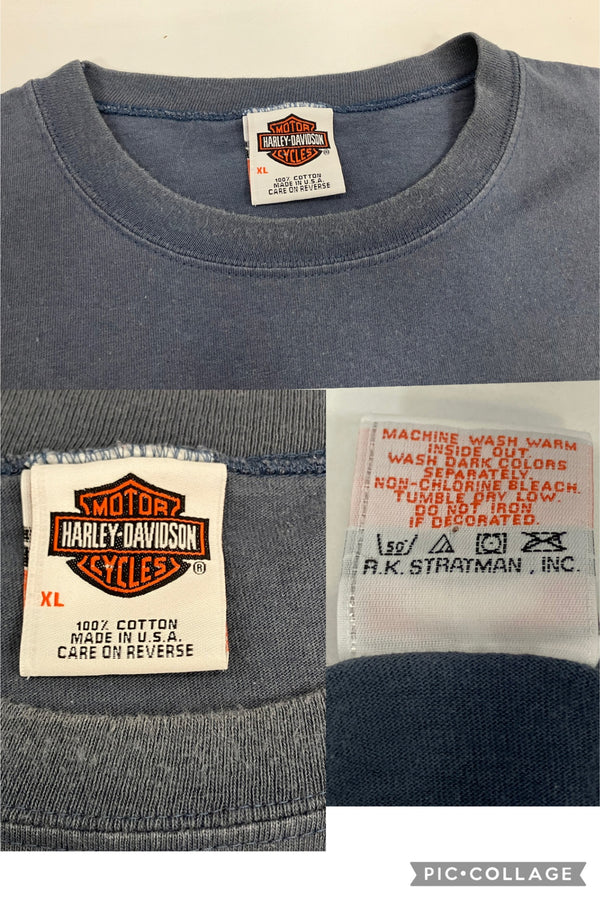 MOTOR
HARLEY-DAVIDSON
CYCLES
®
XL
100% COTTON
MADE IN U.S.A.
CARE ON REVERSE
MOTOR
HARLEY-DAVIDSON
CYCLES
®
XL
100% COTTON
MADE IN U.S.A.
CARE ON REVERSE
MACHINE WASH WARM
INSIDE OUT.
WASH DARK COLORS
SEPARATELY.
NON-CHLORINE BLEACH.
TUMBLE DRY LOW.
DO NOT IRON
IF DECORATED.
50
R.K. STRATMAN , INC.
PIC•COLLAGE